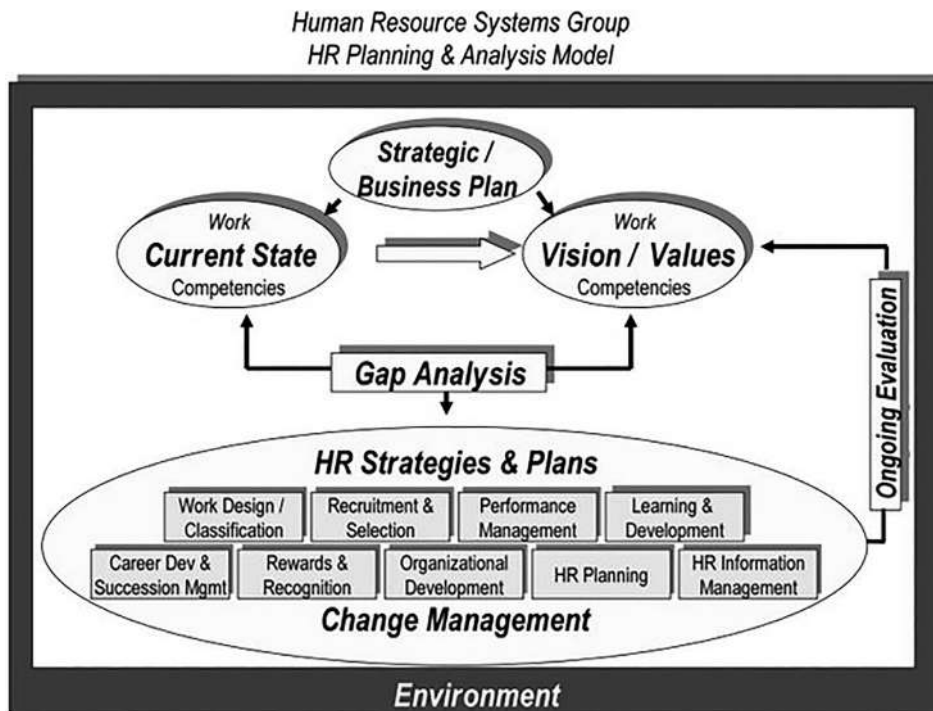 Human Resource Systems Group
HR Planning & Analysis Model
Strategic /
Business Plan
Work
Current State
Competencies
Work
Vision / Values
Competencies
Gap Analysis
Ongoing Evaluation
HR Strategies & Plans
Work Design /
Classification
Recruitment &
Selection
Performance
Management
Learning &
Development
Career Dev &
Succession Mgmt
Rewards &
Recognition
Organizational
Development
HR Planning
HR Information
Management
Change Management
Environment